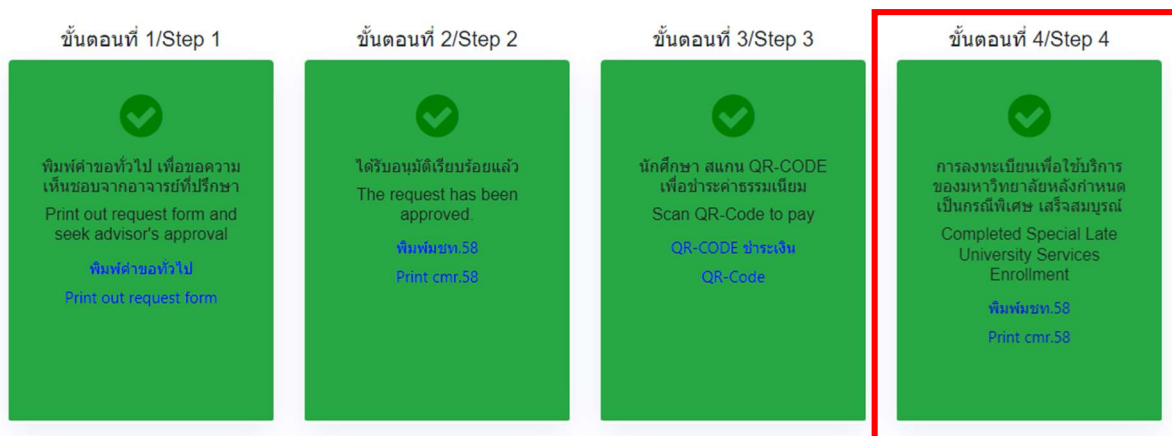 ขั้นตอนที่ 1/Step 1
พิมพ์คำขอทั่วไป เพื่อขอความ
เห็นชอบจากอาจารย์ที่ปรึกษา
Print out request form and
seek advisor's approval
พิมพ์คำขอทั่วไป
Print out request form
ขั้นตอนที่ 2/Step 2
ได้รับอนุมัติเรียบร้อยแล้ว
The request has been
approved.
พิมพ์มชท.58
Print cmr.58
ขั้นตอนที่ 3/Step 3
นักศึกษา สแกน QR-CODE
เพื่อชำระค่าธรรมเนียม
Scan QR-Code to pay
QR-CODE ชำระเงิน
QR-Code
ขั้นตอนที่ 4/Step 4
การลงทะเบียนเพื่อใช้บริการ
ของมหาวิทยาลัยหลังกำหนด
เป็นกรณีพิเศษ เสร็จสมบูรณ์
Completed Special Late
University Services
Enrollment
พิมพ์มชท.58
Print cmr.58